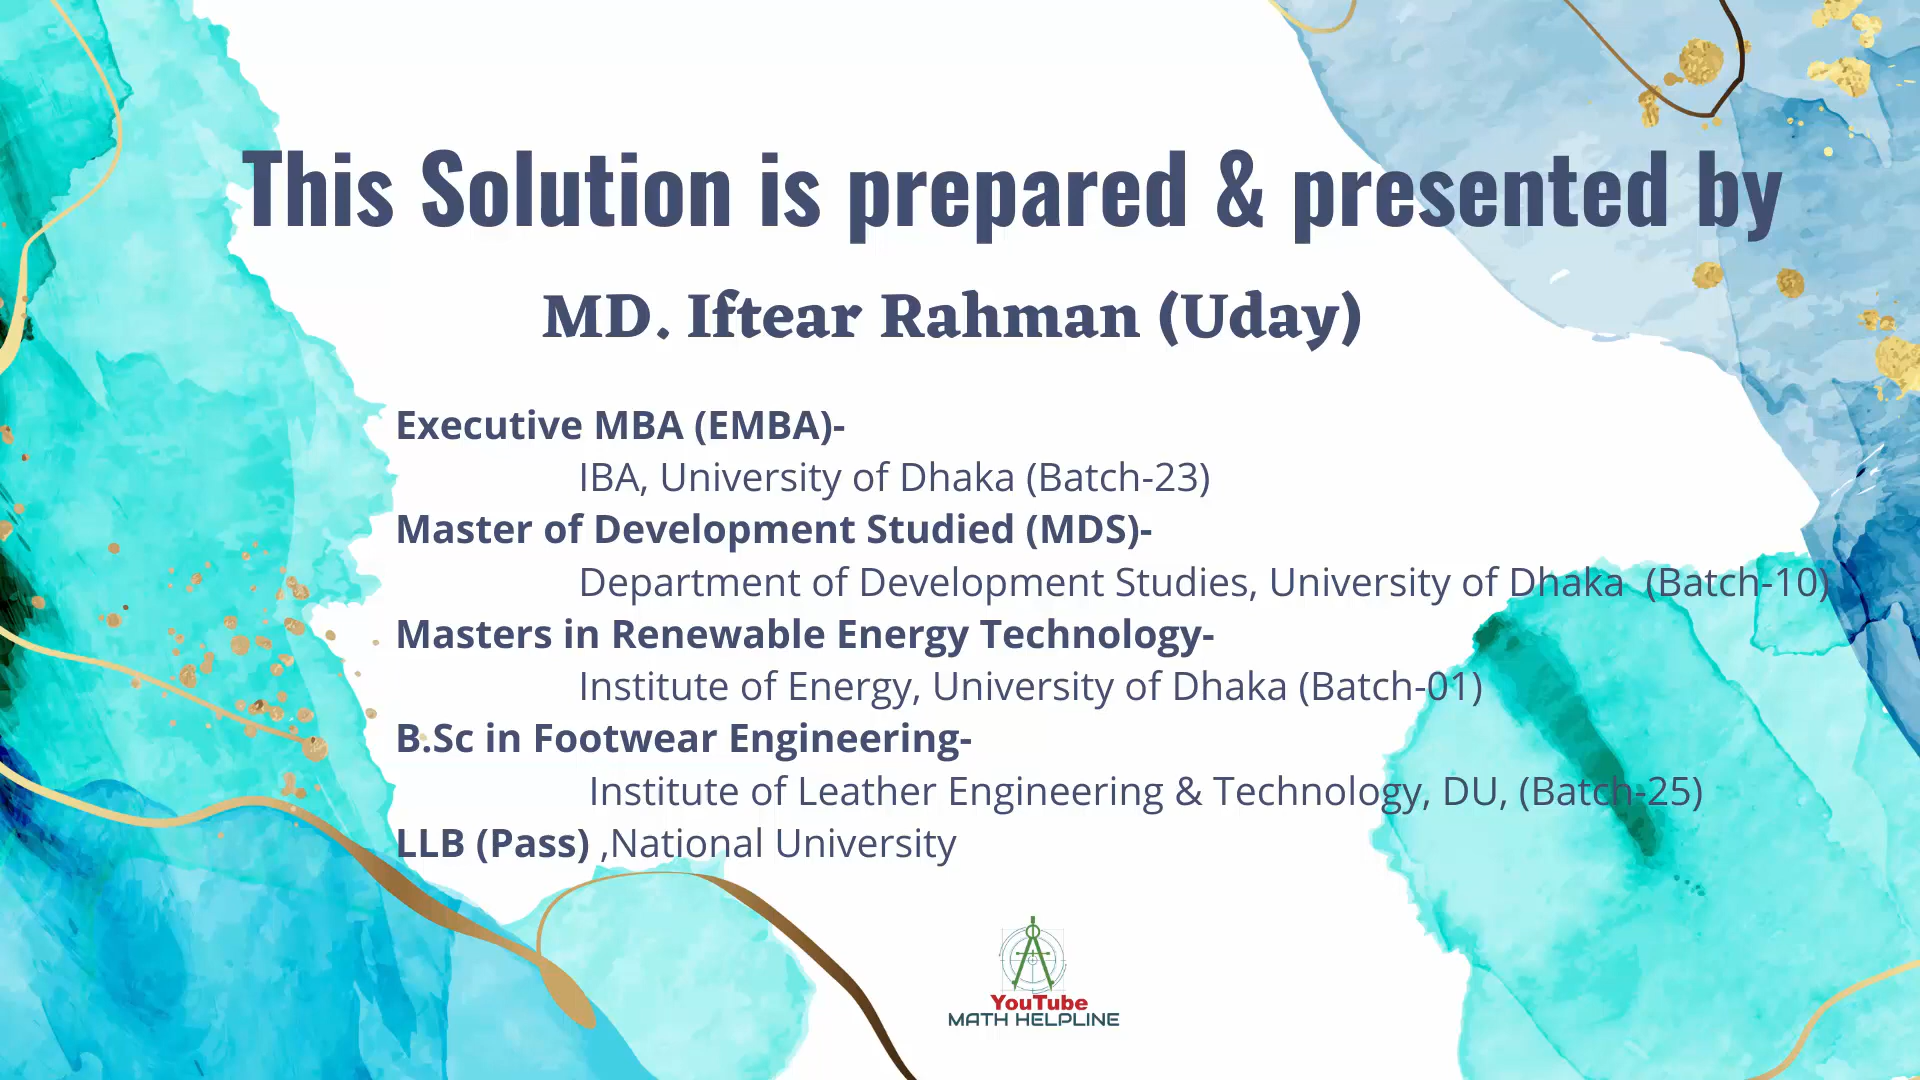 This Solution is prepared & presented by
MD. Iftear Rahman (Uday)
Executive MBA (EMBA)-
IBA, University of Dhaka (Batch-23)
Master of Development Studied (MDS)-
Department of Development Studies, University of Dhaka (Batch-10)
Masters in Renewable Energy Technology-
Institute of Energy, University of Dhaka (Batch-01)
B.Sc in Footwear Engineering-
Institute of Leather Engineering & Technology, DU, (Batch-25)
LLB (Pass) ,National University
YouTube
MATH HELPLINE